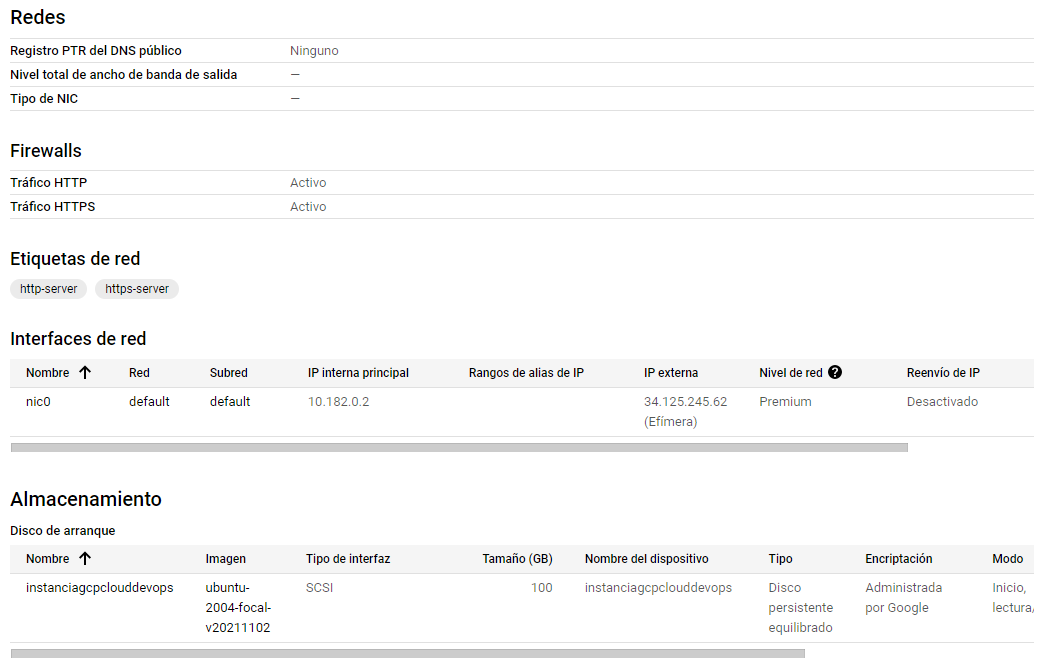 Redes
Registro PTR del DNS público Ninguno
Nivel total de ancho de banda de salida —
Tipo de NIC —
Firewalls
Tráfico HTTP Activo
Tráfico HTTPS Activo
Etiquetas de red
http-server https-server
Interfaces de red
Nombre Red Subred IP interna principal Rangos de alias de IP IP externa Nivel de red Reenvío de IP
nic0 default default 10.182.0.2 34.125.245.62 Premium Desactivado
(Efímera)
Almacenamiento
Disco de arranque
Nombre Imagen Tipo de interfaz Tamaño (GB) Nombre del dispositivo Tipo Encriptación Modo
instanciagcpclouddevops ubuntu- SCSI 100 instanciagcpclouddevops Disco Administrada Inicio,
2004-focal- persistente por Google lectura/
v20211102 equilibrado